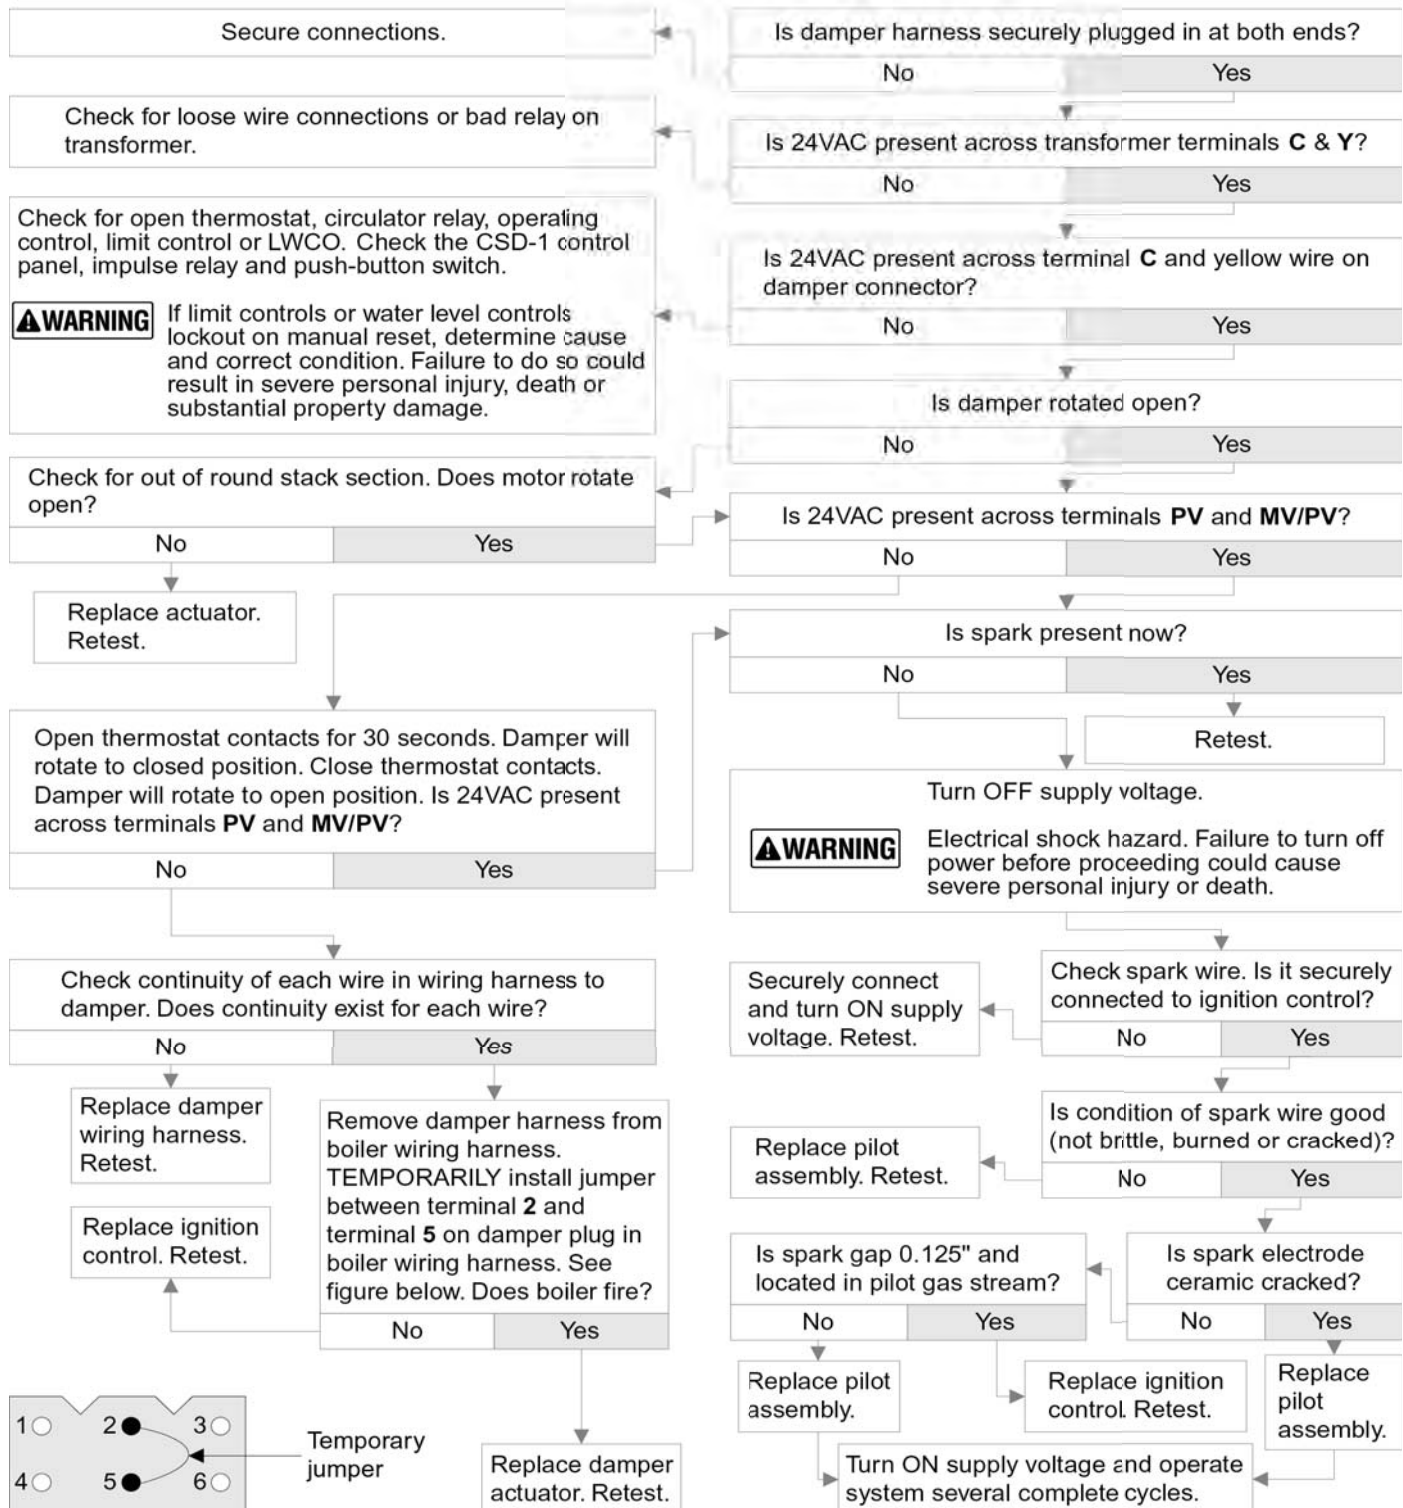 Secure connections.
Is damper harness securely plugged in at both ends?
No
Yes
Check for loose wire connections or bad relay on
transformer.
Is 24VAC present across transformer terminals C & Y?
No
Yes
Check for open thermostat, circulator relay, operating
control, limit control or LWCO. Check the CSD-1 control
panel, impulse relay and push-button switch.
WARNING
If limit controls or water level controls
lockout on manual reset, determine cause
and correct condition. Failure to do so could
result in severe personal injury, death or
substantial property damage.
Is 24VAC present across terminal C and yellow wire on
damper connector?
No
Yes
Is damper rotated open?
No
Yes
Check for out of round stack section. Does motor rotate
open?
No
Yes
Replace actuator.
Retest.
Is 24VAC present across terminals PV and MV/PV?
No
Yes
Is spark present now?
No
Yes
Retest.
Open thermostat contacts for 30 seconds. Damper will
rotate to closed position. Close thermostat contacts.
Damper will rotate to open position. Is 24VAC present
across terminals PV and MV/PV?
No
Yes
Turn OFF supply voltage.
WARNING
Electrical shock hazard. Failure to turn off
power before proceeding could cause
severe personal injury or death.
Check continuity of each wire in wiring harness to
damper. Does continuity exist for each wire?
No
Yes
Replace damper
wiring harness.
Retest.
Replace ignition
control. Retest.
Remove damper harness from
boiler wiring harness.
TEMPORARILY install jumper
between terminal 2 and
terminal 5 on damper plug in
boiler wiring harness. See
figure below. Does boiler fire?
No
Yes
Securely connect
and turn ON supply
voltage. Retest.
Check spark wire. Is it securely
connected to ignition control?
No
Yes
Replace pilot
assembly. Retest.
Is condition of spark wire good
(not brittle, burned or cracked)?
No
Yes
Is spark gap 0.125" and
located in pilot gas stream?
No
Yes
Is spark electrode
ceramic cracked?
No
Yes
Replace pilot
assembly.
Replace ignition
control. Retest.
Replace
pilot
assembly.
1
2
3
4
5
6
Temporary
jumper
Replace damper
actuator. Retest.
Turn ON supply voltage and operate
system several complete cycles.